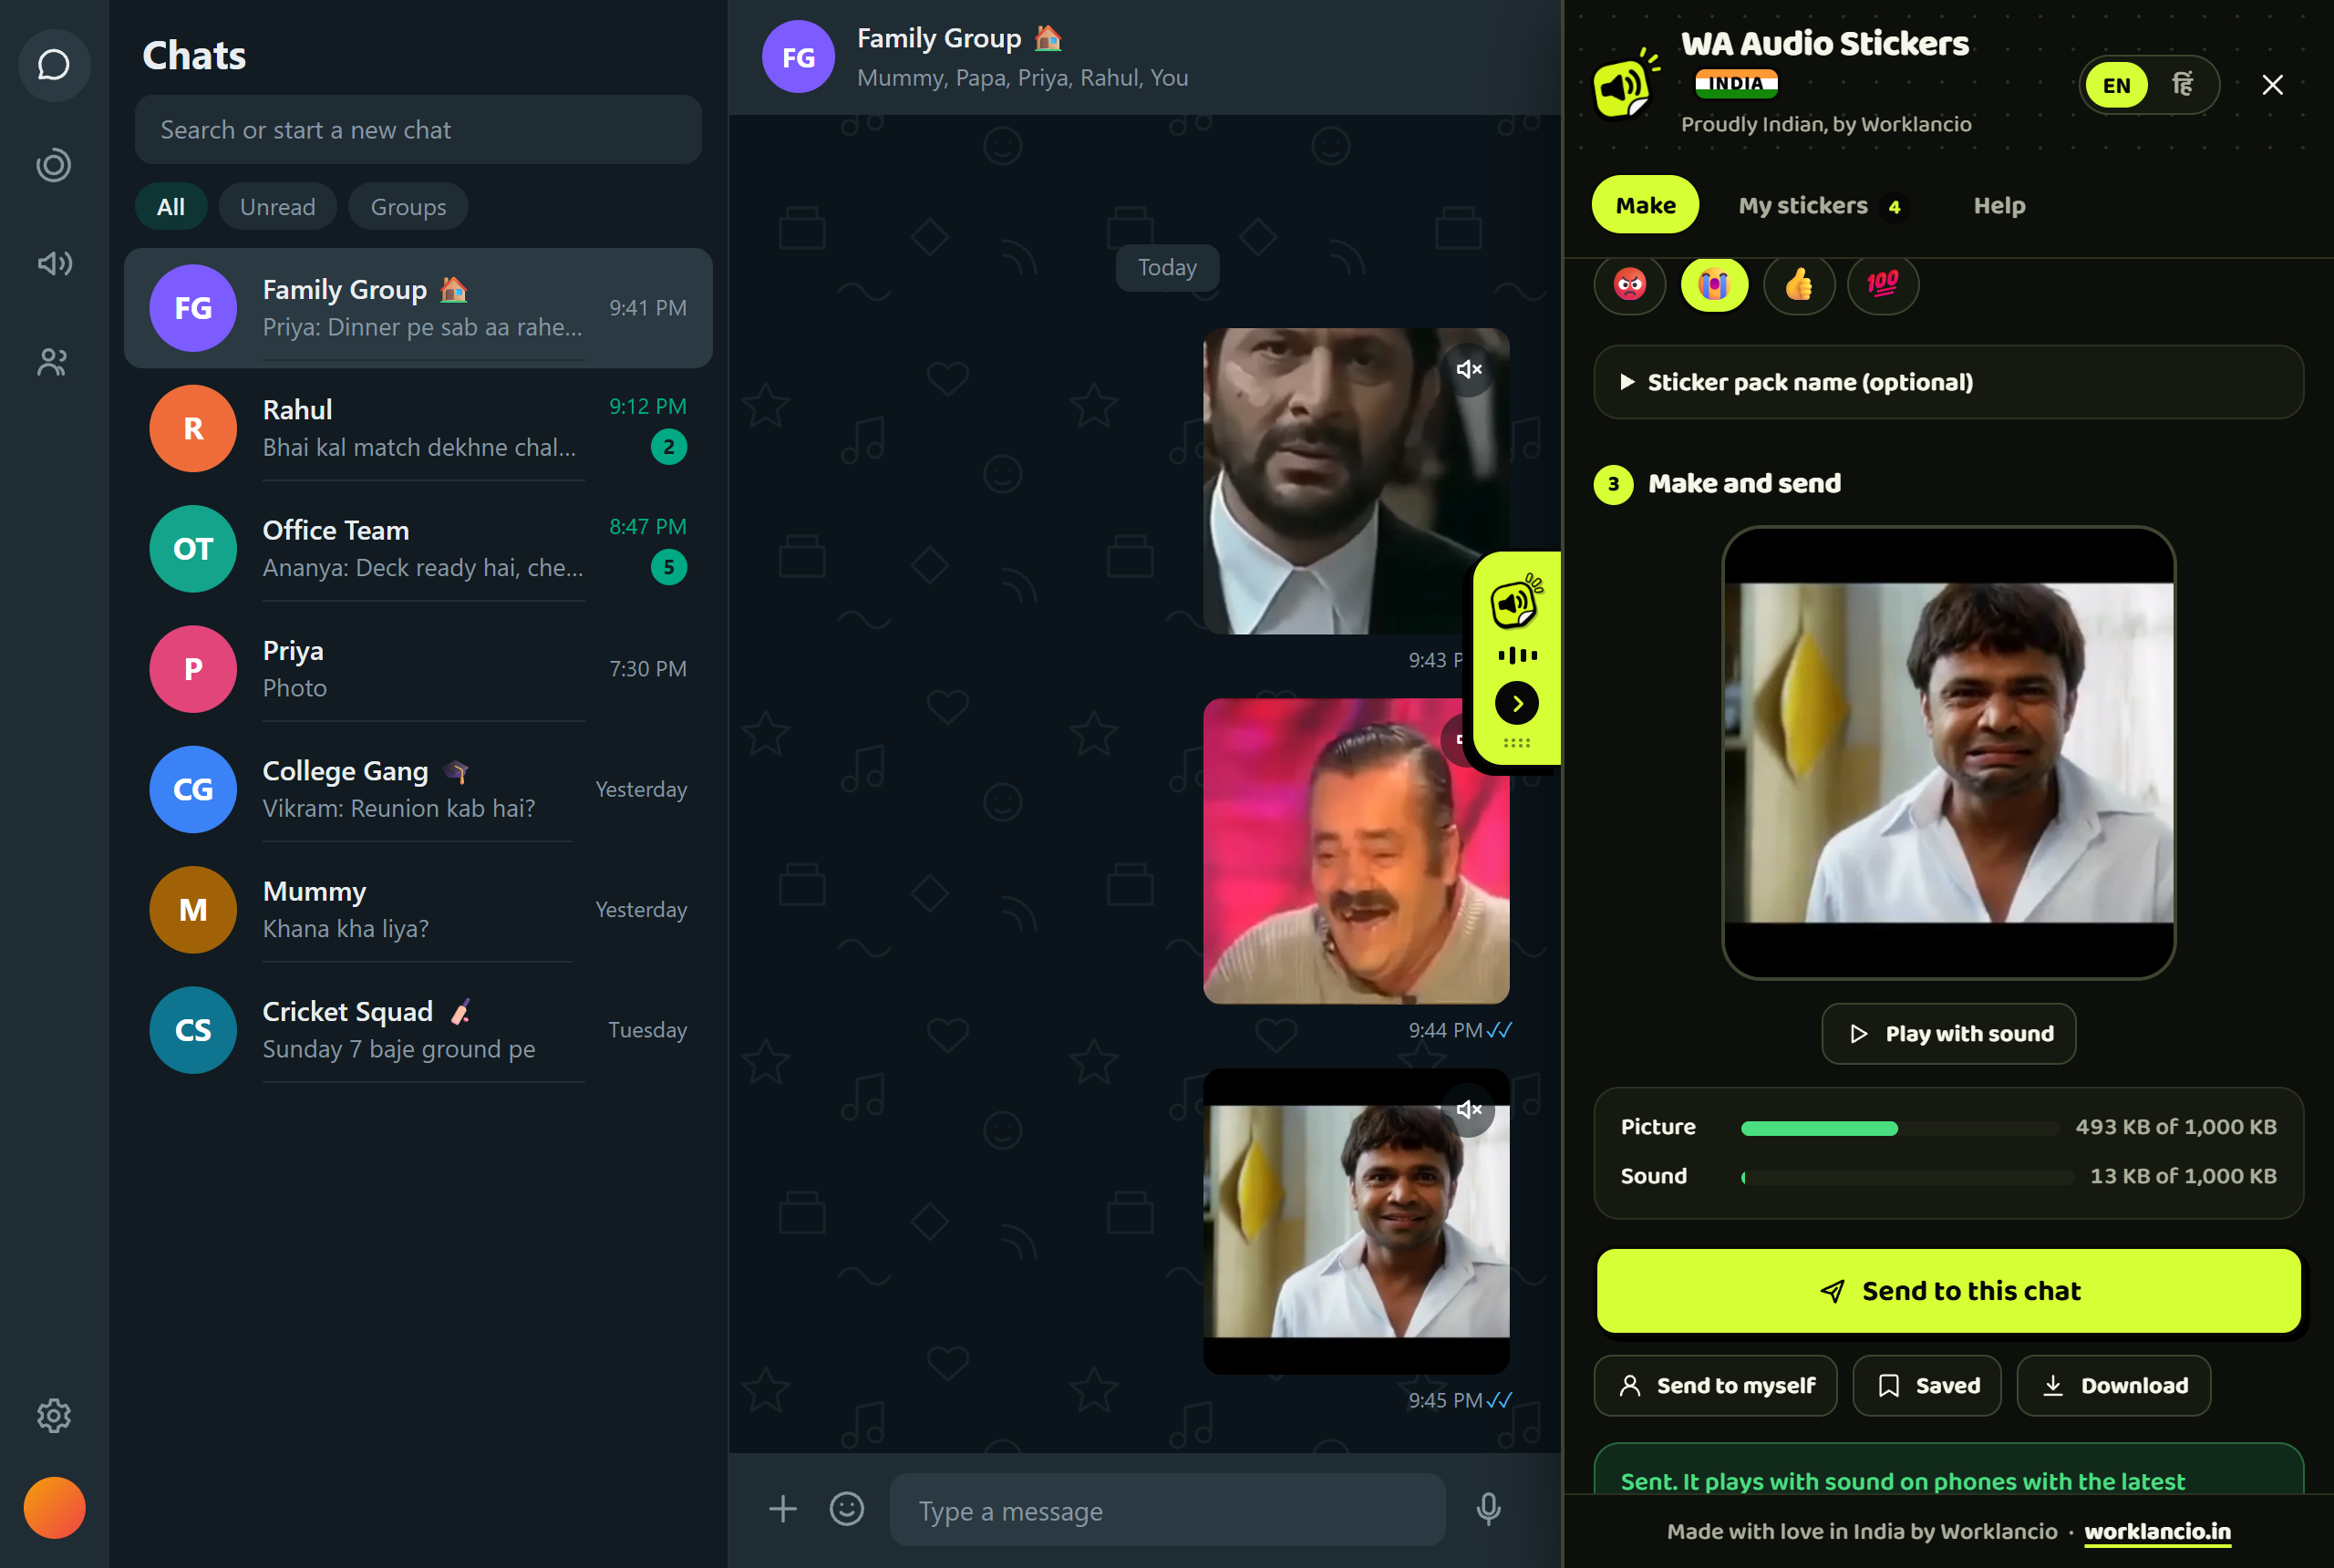 Chats
Search or start a new chat
All
Unread
Groups
FG
Family Group 🏠
Priya: Dinner pe sab aa rahe...
9:41 PM
R
Rahul
Bhai kal match dekhne chal...
9:12 PM
2
OT
Office Team
Ananya: Deck ready hai, che...
8:47 PM
5
P
Priya
Photo
7:30 PM
CG
College Gang 🎓
Vikram: Reunion kab hai?
Yesterday
M
Mummy
Khana kha liya?
Yesterday
CS
Cricket Squad 🏏
Sunday 7 baje ground pe
Tuesday
FG
Family Group 🏠
Mummy, Papa, Priya, Rahul, You
Today
9:43 P
9:44 PM
9:45 PM
Type a message
WA Audio Stickers
INDIA
Proudly Indian, by Worklancio
EN
हिं
Make
My stickers 4
Help
💯
Sticker pack name (optional)
3 Make and send
Play with sound
Picture 493 KB of 1,000 KB
Sound 13 KB of 1,000 KB
Send to this chat
Send to myself
Saved
Download
Sent. It plays with sound on phones with the latest
Made with love in India by Worklancio · worklancio.in